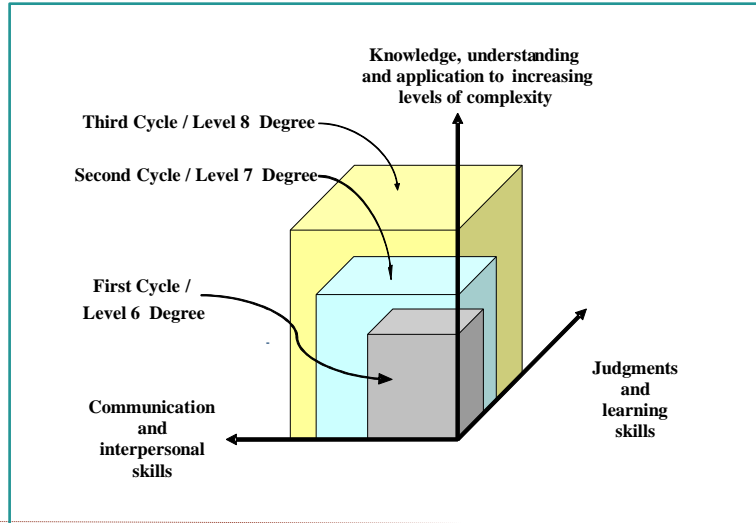 Knowledge, understanding
and application to increasing
levels of complexity
Third Cycle / Level 8 Degree
Second Cycle / Level 7 Degree
First Cycle /
Level 6 Degree
Judgments
and
learning
skills
Communication
and
interpersonal
skills